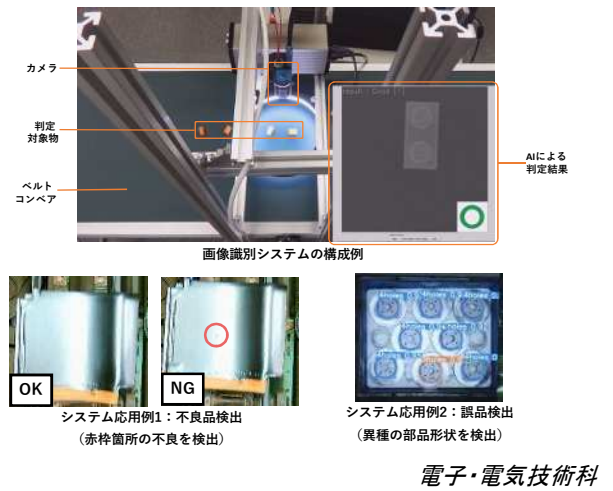 カメラ
判定
対象物
ベルト
コンベア
AIによる
判定結果
画像識別システムの構成例
OK
NG
システム応用例1：不良品検出
（赤枠箇所の不良を検出）
システム応用例2：誤品検出
（異種の部品形状を検出）
電子・電気技術科